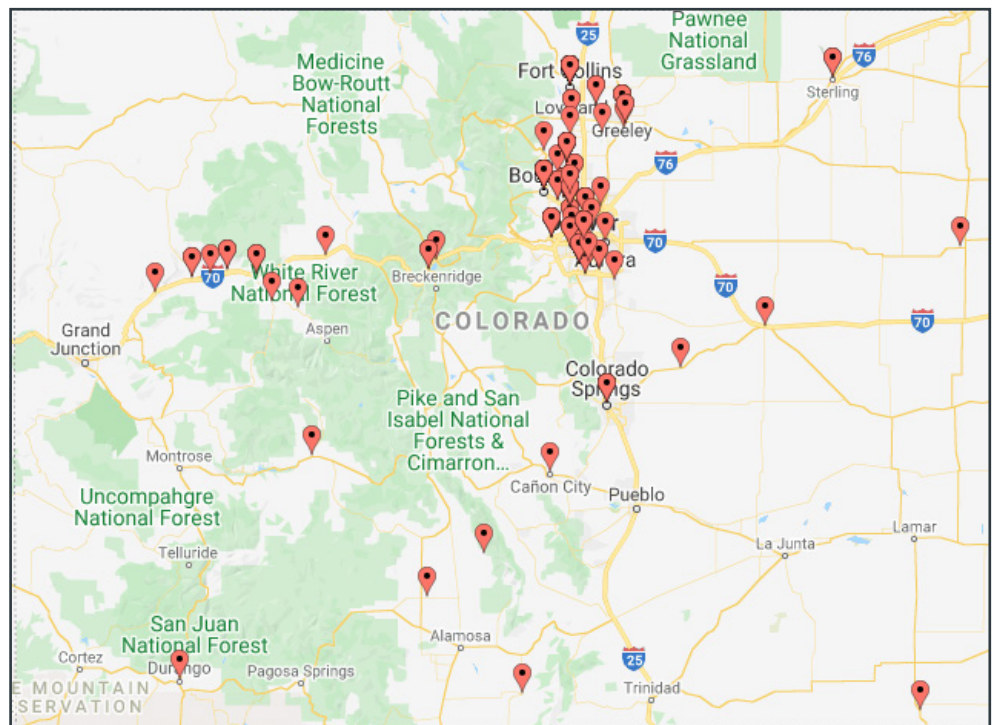 Pawnee
National
Grassland
25
76
Medicine
Bow-Routt
National
Forests
Fort Collins
Sterling
Loveland
Greeley
76
70
70
White River
National Forest
Breckenridge
70
COLORADO
70
Aspen
Grand
Junction
Colorado
Springs
Pike and San
Isabel National
Forests &
Cimarron...
Montrose
Cañon City
Pueblo
Uncompahgre
National Forest
Lamar
La Junta
Telluride
San Juan
National Forest
Alamosa
Cortez
Durango
Pagosa Springs
25
Trinidad
E MOUNTAIN
SERVATION